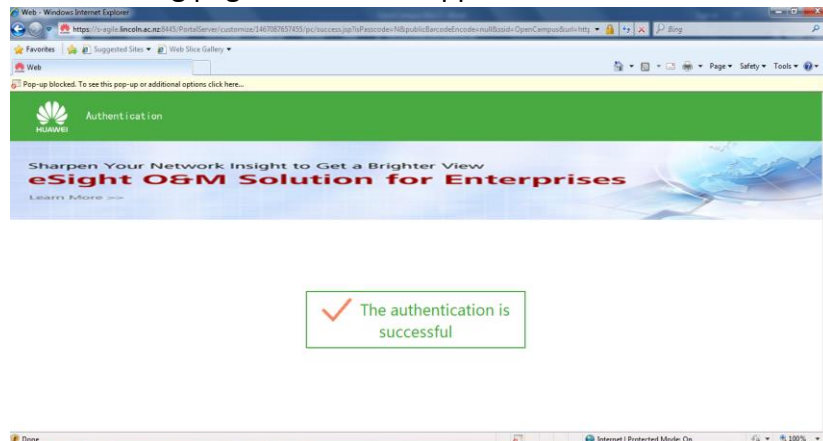 Web - Windows Internet Explorer
https://s-agile.lincoln.ac.nz:8445/PortalServer/customize/1467087657455/pc/success.jsp?isPasscode=N&publicBarcodeEncode=null&ssid=OpenCampus&url=http
Bing
Favorites Suggested Sites Web Slice Gallery
Web
Page Safety Tools
Pop-up blocked. To see this pop-up or additional options click here...
HUAWEI
Authentication
Sharpen Your Network Insight to Get a Brighter View
eSight O&M Solution for Enterprises
Learn More >>
The authentication is
successful
Done
Internet | Protected Mode: On
100%